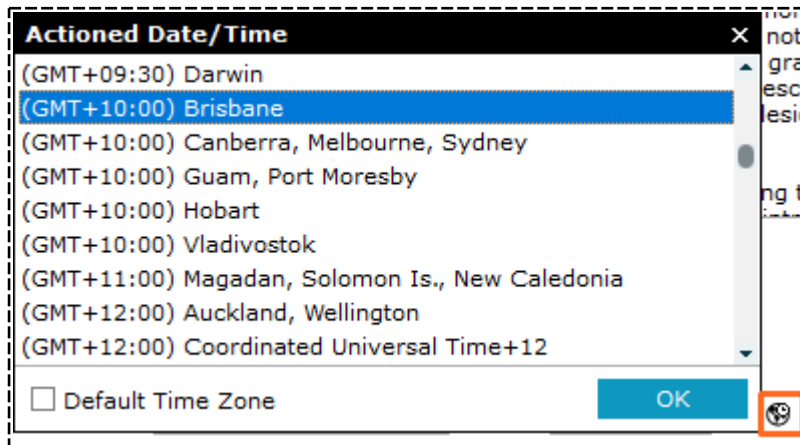 Actioned Date/Time
not
(GMT+09:30) Darwin
(GMT+10:00) Brisbane
(GMT+10:00) Canberra, Melbourne, Sydney
(GMT+10:00) Guam, Port Moresby
(GMT+10:00) Hobart
(GMT+10:00) Vladivostok
(GMT+11:00) Magadan, Solomon Is., New Caledonia
(GMT+12:00) Auckland, Wellington
(GMT+12:00) Coordinated Universal Time+12
Default Time Zone
OK